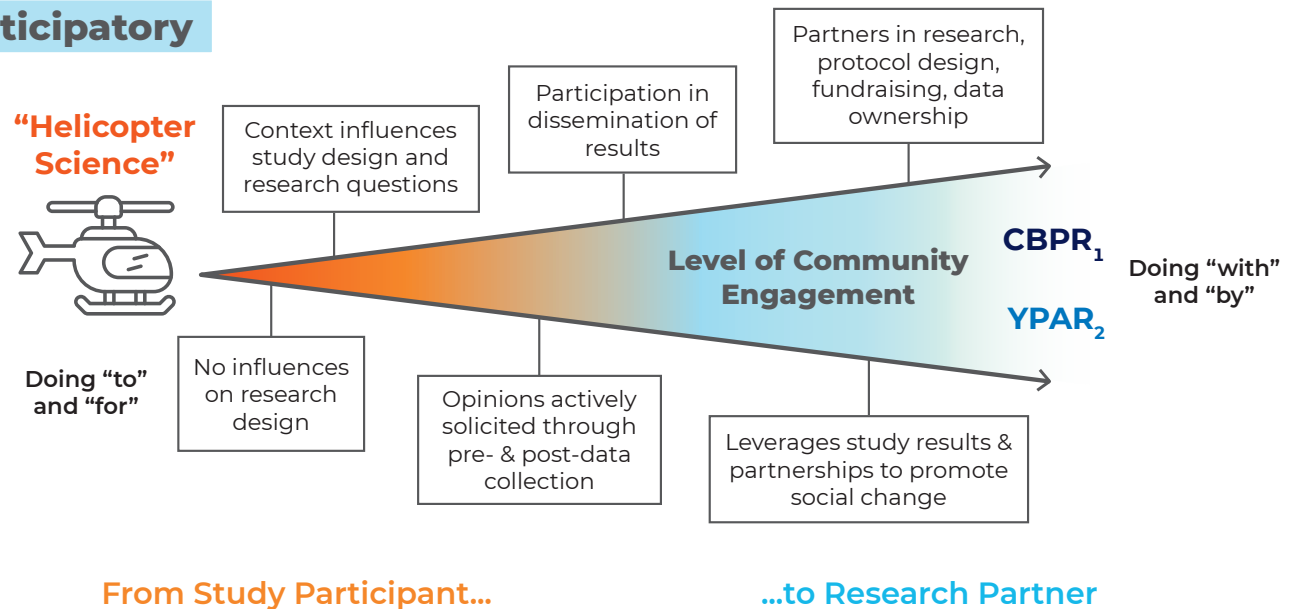 ticipatory
“Helicopter
Science”
Doing “to”
and “for”
Context influences
study design and
research questions
No influences
on research
design
Participation in
dissemination of
results
Opinions actively
solicited through
pre- & post-data
collection
Partners in research,
protocol design,
fundraising, data
ownership
Leverages study results &
partnerships to promote
social change
Level of Community
Engagement
CBPR1
YPAR2
Doing “with”
and “by”
From Study Participant...
...to Research Partner